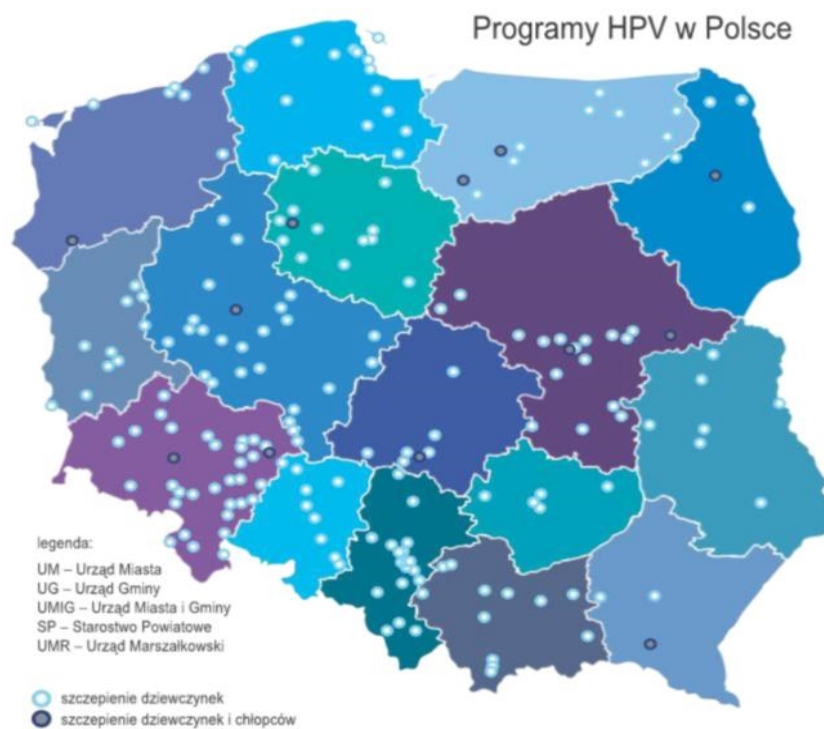 Programy HPV w Polsce
legenda:
UM – Urząd Miasta
UG – Urząd Gminy
UMIG – Urząd Miasta i Gminy
SP – Starostwo Powiatowe
UMR – Urząd Marszałkowski
szczepienie dziewczynek
szczepienie dziewczynek i chłopców